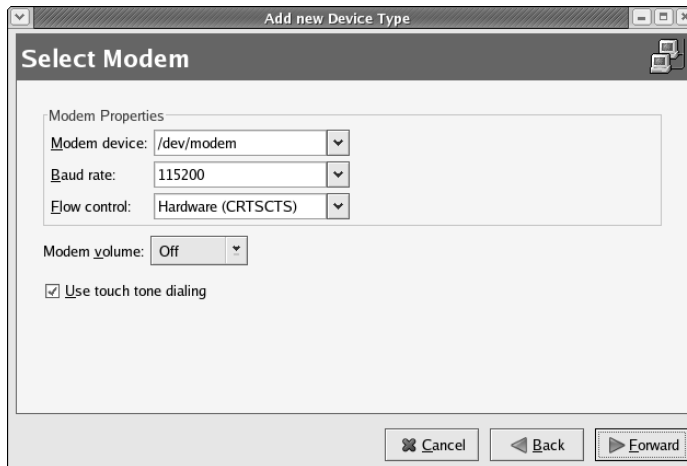 Add new Device Type
Select Modem
Modem Properties
Modem device: /dev/modem
Baud rate: 115200
Flow control: Hardware (CRTSCTS)
Modem volume: Off
Use touch tone dialing
Cancel Back Forward